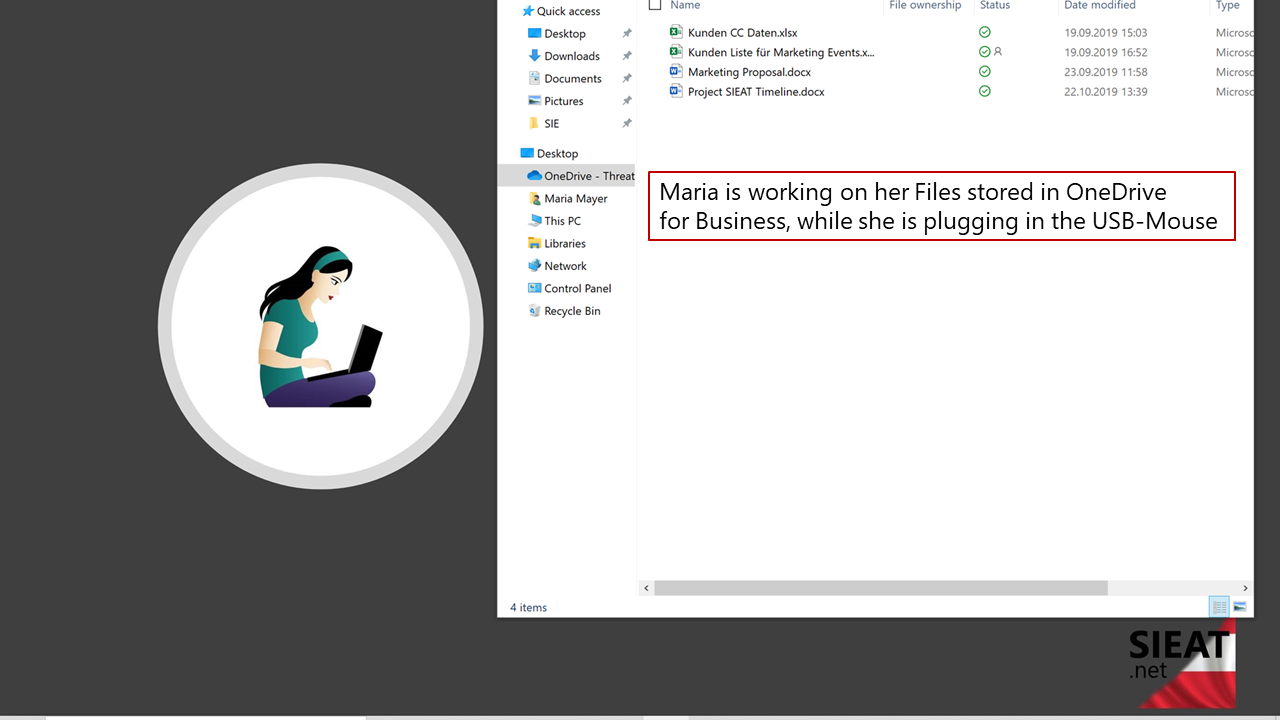 Quick access
Desktop
Downloads
Documents
Pictures
SIE
Desktop
OneDrive - Threat
Maria Mayer
This PC
Libraries
Network
Control Panel
Recycle Bin
Name File ownership Status Date modified Type
Kunden CC Daten.xlsx 19.09.2019 15:03 Microsc
Kunden Liste für Marketing Events.x... 19.09.2019 16:52 Microsc
Marketing Proposal.docx 23.09.2019 11:58 Microsc
Project SIEAT Timeline.docx 22.10.2019 13:39 Microsc
Maria is working on her Files stored in OneDrive
for Business, while she is plugging in the USB-Mouse
4 items
SIEAT
.net